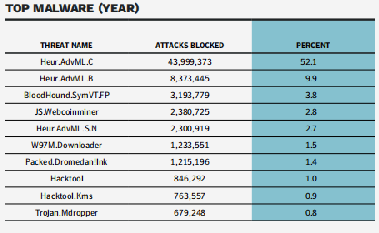 TOP MALWARE (YEAR)
THREAT NAME ATTACKS BLOCKED PERCENT
Heur.AdvML.C 43,999,373 52.1
Heur.AdvML.B 8,373,445 9.9
BloodHound.SymVT.FP 3,193,779 3.8
JS.Webcoinminer 2,380,725 2.8
Heur.AdvML.S.N 2,300,919 2.7
W97M.Downloader 1,233,551 1.5
Packed.Dromedan!lnk 1,215,196 1.4
Hacktool 846,292 1.0
Hacktool.Kms 763,557 0.9
Trojan.Mdropper 679,248 0.8